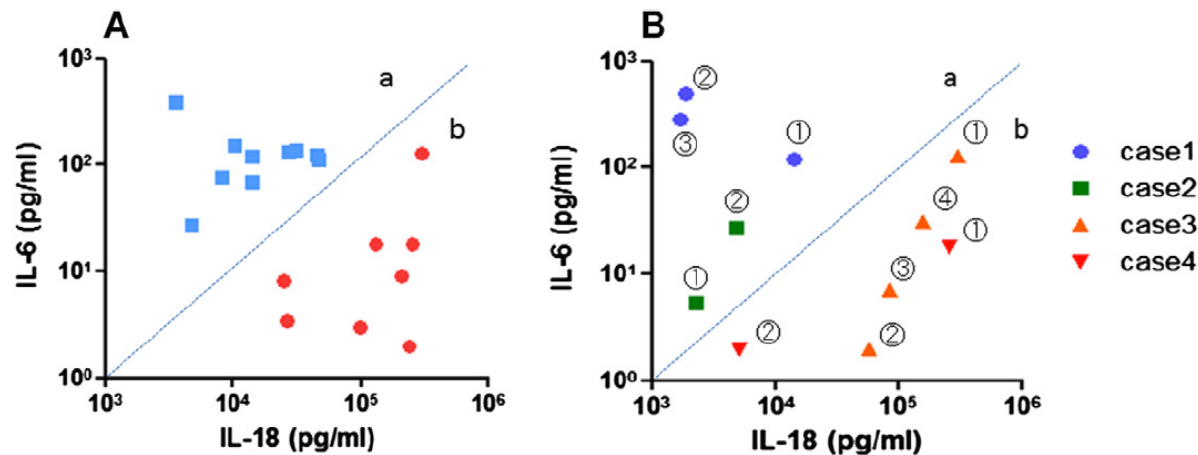 A
IL-6 (pg/ml)
10³
10²
10¹
10⁰
a
b
10³ 10⁴ 10⁵ 10⁶
IL-18 (pg/ml)
B
IL-6 (pg/ml)
10³
10²
10¹
10⁰
a
b
②
③
①
②
①
①
④
①
③
②
②
10³ 10⁴ 10⁵ 10⁶
IL-18 (pg/ml)
case1
case2
case3
case4